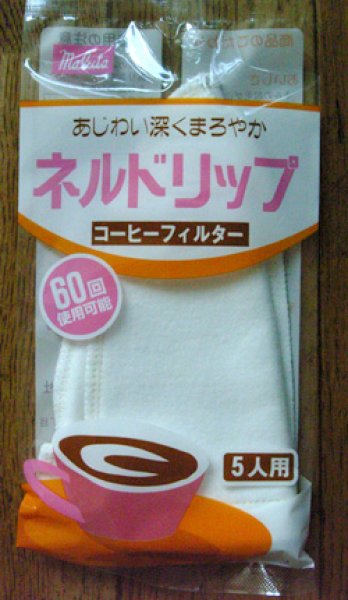 Maruta
あじわい深くまろやか
ネルドリップ
コーヒーフィルター
60回
使用可能
5人用